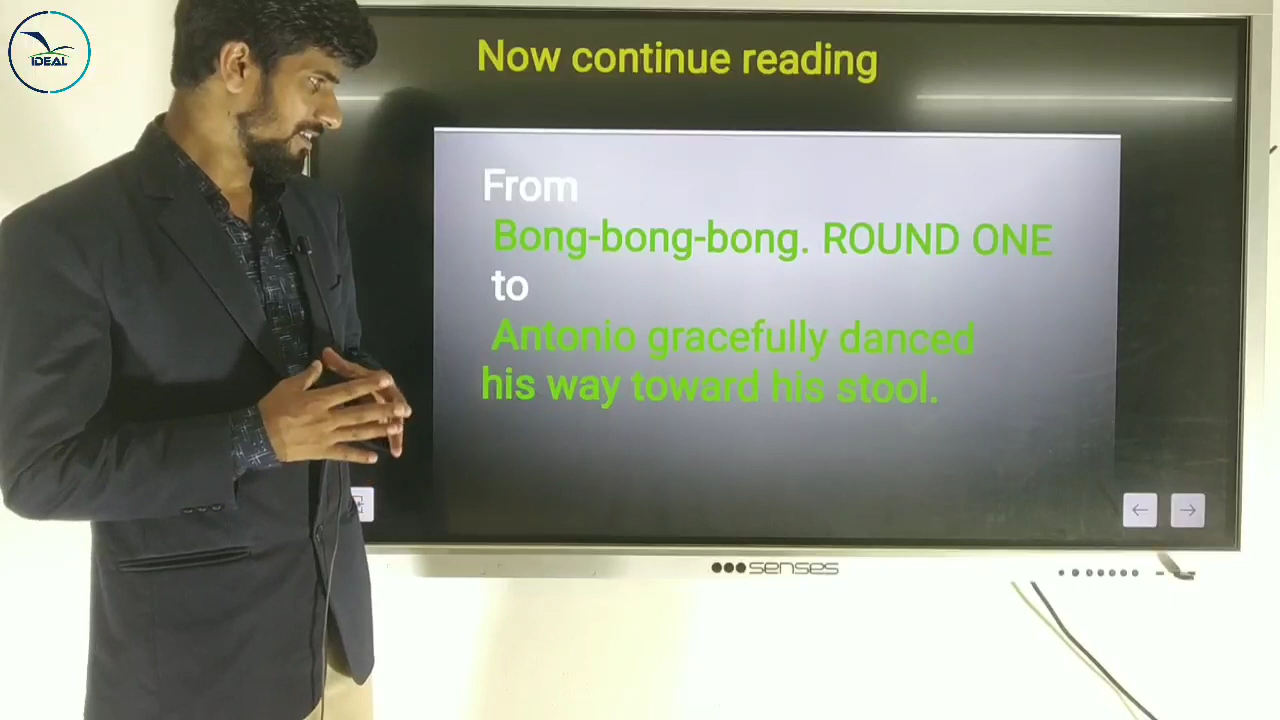 IDEAL
Now continue reading
From
Bong-bong-bong. ROUND ONE
to
Antonio gracefully danced
his way toward his stool.
senses